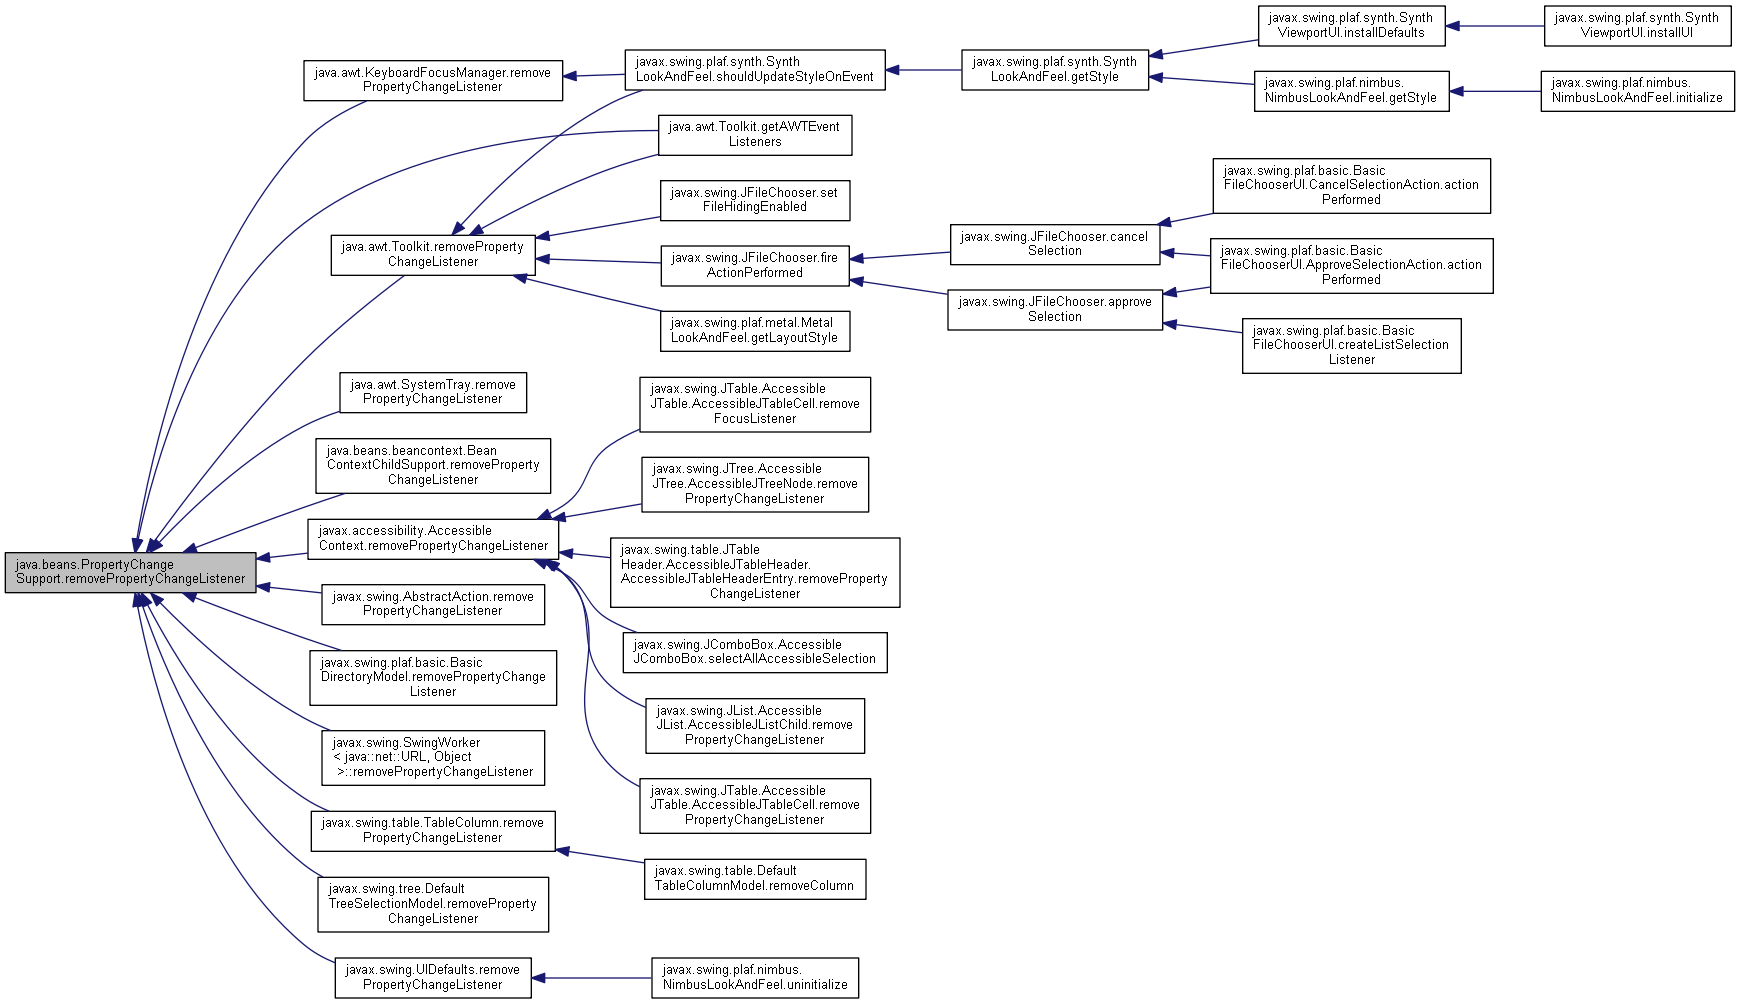 java.beans.PropertyChange
Support.removePropertyChangeListener
java.awt.KeyboardFocusManager.remove
PropertyChangeListener
javax.swing.plaf.synth.Synth
LookAndFeel.shouldUpdateStyleOnEvent
javax.swing.plaf.synth.Synth
LookAndFeel.getStyle
javax.swing.plaf.synth.Synth
ViewportUI.installDefaults
javax.swing.plaf.synth.Synth
ViewportUI.installUI
javax.swing.plaf.nimbus.
NimbusLookAndFeel.getStyle
javax.swing.plaf.nimbus.
NimbusLookAndFeel.initialize
java.awt.Toolkit.getAWTEvent
Listeners
java.awt.Toolkit.removeProperty
ChangeListener
javax.swing.JFileChooser.set
FileHidingEnabled
javax.swing.JFileChooser.fire
ActionPerformed
javax.swing.JFileChooser.cancel
Selection
javax.swing.plaf.basic.Basic
FileChooserUI.CancelSelectionAction.action
Performed
javax.swing.plaf.basic.Basic
FileChooserUI.ApproveSelectionAction.action
Performed
javax.swing.JFileChooser.approve
Selection
javax.swing.plaf.basic.Basic
FileChooserUI.createListSelection
Listener
javax.swing.plaf.metal.Metal
LookAndFeel.getLayoutStyle
java.awt.SystemTray.remove
PropertyChangeListener
java.beans.beancontext.Bean
ContextChildSupport.removeProperty
ChangeListener
javax.accessibility.Accessible
Context.removePropertyChangeListener
javax.swing.JTable.Accessible
JTable.AccessibleJTableCell.remove
FocusListener
javax.swing.JTree.Accessible
JTree.AccessibleJTreeNode.remove
PropertyChangeListener
javax.swing.table.JTable
Header.AccessibleJTableHeader.
AccessibleJTableHeaderEntry.removeProperty
ChangeListener
javax.swing.JComboBox.Accessible
JComboBox.selectAllAccessibleSelection
javax.swing.JList.Accessible
JList.AccessibleJListChild.remove
PropertyChangeListener
javax.swing.JTable.Accessible
JTable.AccessibleJTableCell.remove
PropertyChangeListener
javax.swing.AbstractAction.remove
PropertyChangeListener
javax.swing.plaf.basic.Basic
DirectoryModel.removePropertyChange
Listener
javax.swing.SwingWorker
< java::net::URL, Object
>::removePropertyChangeListener
javax.swing.table.TableColumn.remove
PropertyChangeListener
javax.swing.table.Default
TableColumnModel.removeColumn
javax.swing.tree.Default
TreeSelectionModel.removeProperty
ChangeListener
javax.swing.UIDefaults.remove
PropertyChangeListener
javax.swing.plaf.nimbus.
NimbusLookAndFeel.uninitialize